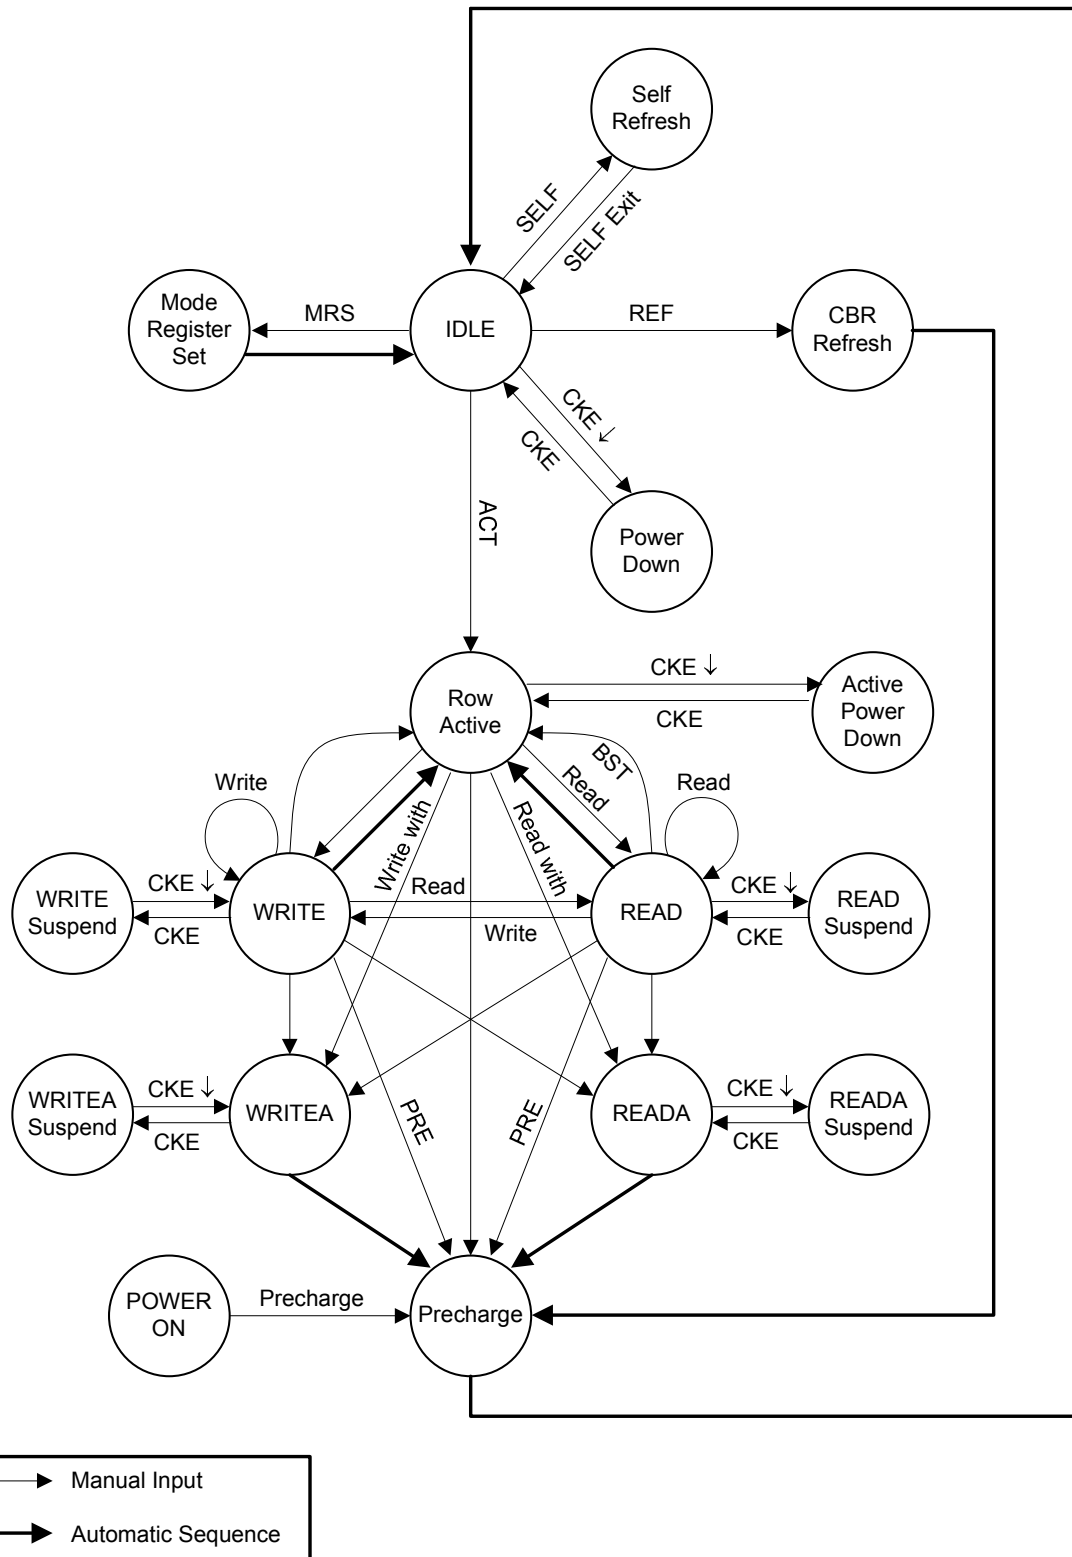 Self
Refresh
SELF
SELF Exit
Mode
Register
Set
MRS
IDLE
REF
CBR
Refresh
CKE ↓
CKE
ACT
Power
Down
Row
Active
CKE ↓
CKE
Active
Power
Down
BST
Read
Write
Read
Write with
Read with
WRITE
Suspend
CKE ↓
CKE
WRITE
Read
Write
READ
CKE ↓
CKE
READ
Suspend
WRITEA
Suspend
CKE ↓
CKE
WRITEA
PRE
PRE
READA
CKE ↓
CKE
READA
Suspend
POWER
ON
Precharge
Precharge
Manual Input
Automatic Sequence